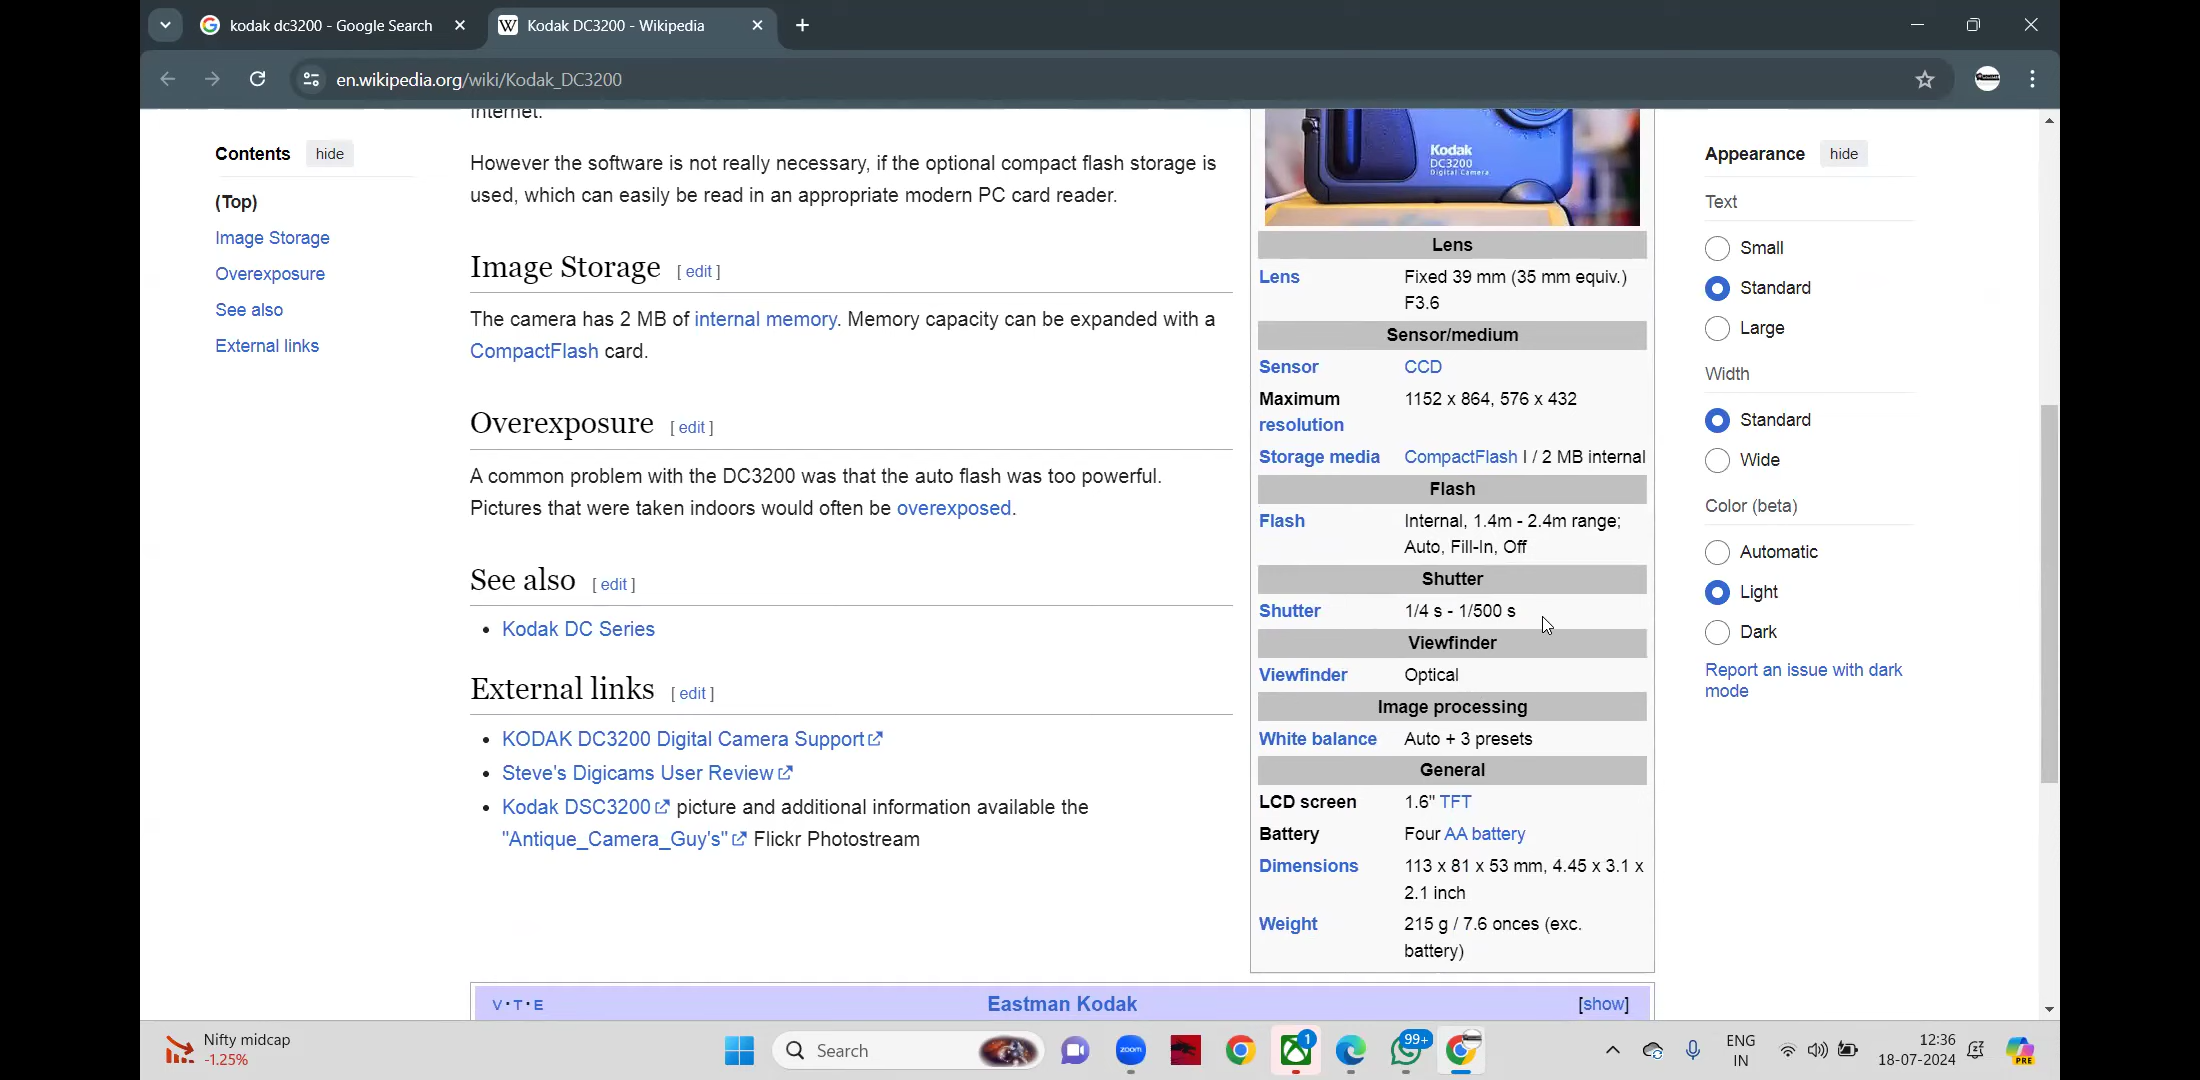 kodak dc3200 - Google Search
Kodak DC3200 - Wikipedia
en.wikipedia.org/wiki/Kodak_DC3200
Contents hide
(Top)
Image Storage
Overexposure
See also
External links
internet.
However the software is not really necessary, if the optional compact flash storage is
used, which can easily be read in an appropriate modern PC card reader.
Image Storage [ edit ]
The camera has 2 MB of internal memory. Memory capacity can be expanded with a
CompactFlash card.
Overexposure [ edit ]
A common problem with the DC3200 was that the auto flash was too powerful.
Pictures that were taken indoors would often be overexposed.
See also [ edit ]
• Kodak DC Series
External links [ edit ]
• KODAK DC3200 Digital Camera Support
• Steve's Digicams User Review
• Kodak DSC3200 picture and additional information available the
"Antique_Camera_Guy's" Flickr Photostream
Kodak
DC3200
Digital Camera
Lens
Lens Fixed 39 mm (35 mm equiv.)
F3.6
Sensor/medium
Sensor CCD
Maximum 1152 x 864, 576 x 432
resolution
Storage media CompactFlash I / 2 MB internal
Flash
Flash Internal, 1.4m - 2.4m range;
Auto, Fill-In, Off
Shutter
Shutter 1/4 s - 1/500 s
Viewfinder
Viewfinder Optical
Image processing
White balance Auto + 3 presets
General
LCD screen 1.6" TFT
Battery Four AA battery
Dimensions 113 x 81 x 53 mm, 4.45 x 3.1 x
2.1 inch
Weight 215 g / 7.6 onces (exc.
battery)
Appearance hide
Text
Small
Standard
Large
Width
Standard
Wide
Color (beta)
Automatic
Light
Dark
Report an issue with dark
mode
V·T·E Eastman Kodak [show]
Nifty midcap
-1.25%
Search
zoom
1
99+
ENG
IN
12:36
18-07-2024
PRE